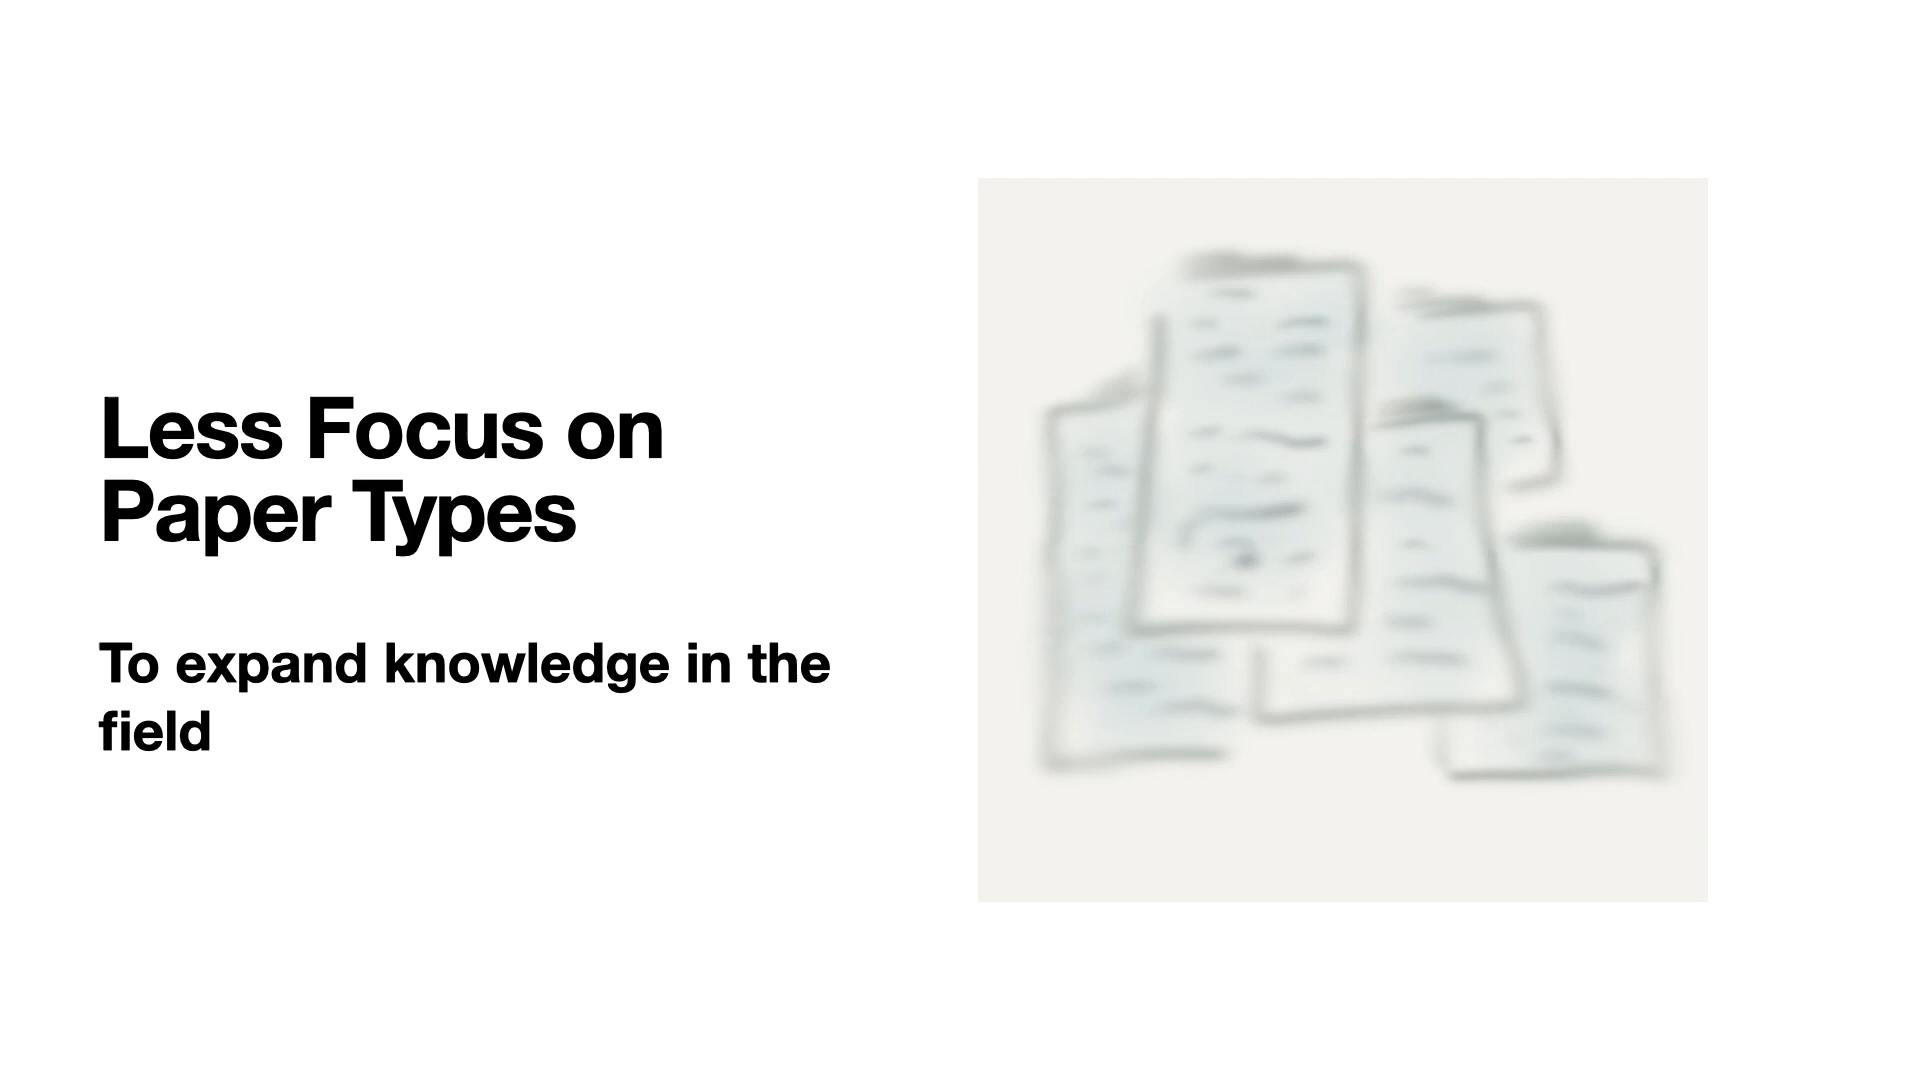 Less Focus on
Paper Types
To expand knowledge in the
field